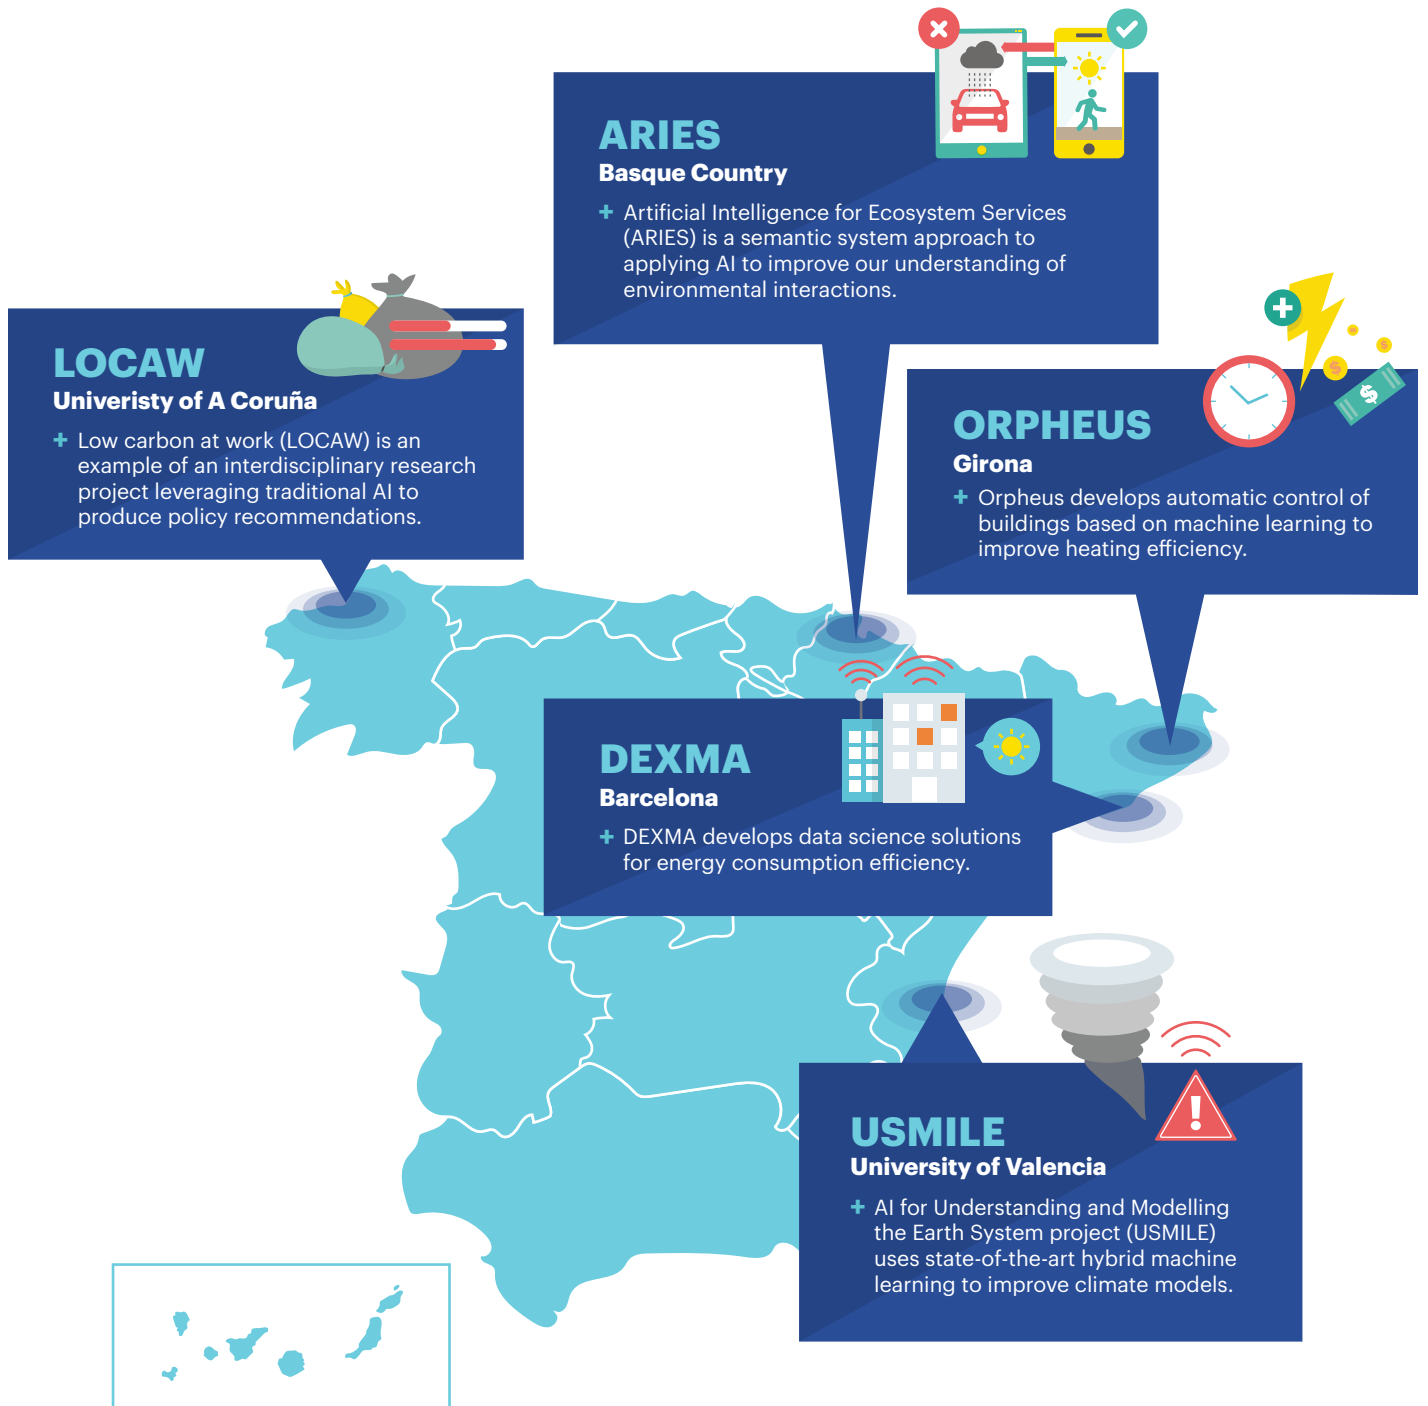 ARIES
Basque Country
+ Artificial Intelligence for Ecosystem Services
(ARIES) is a semantic system approach to
applying AI to improve our understanding of
environmental interactions.
LOCAW
Univeristy of A Coruña
+ Low carbon at work (LOCAW) is an
example of an interdisciplinary research
project leveraging traditional AI to
produce policy recommendations.
ORPHEUS
Girona
+ Orpheus develops automatic control of
buildings based on machine learning to
improve heating efficiency.
DEXMA
Barcelona
+ DEXMA develops data science solutions
for energy consumption efficiency.
USMILE
University of Valencia
+ AI for Understanding and Modelling
the Earth System project (USMILE)
uses state-of-the-art hybrid machine
learning to improve climate models.